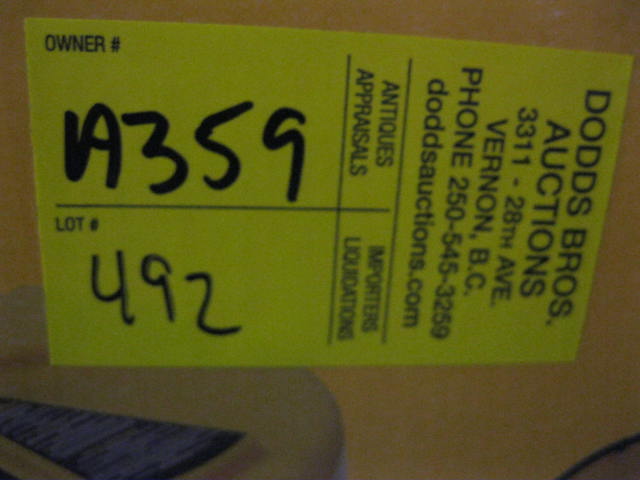 OWNER #
A359
LOT #
492
ANTIQUES
APPRAISALS
IMPORTERS
LIQUIDATIONS
DODDS BROS.
AUCTIONS
3311 - 28TH AVE.
VERNON, B.C.
PHONE 250-545-3259
doddsauctions.com